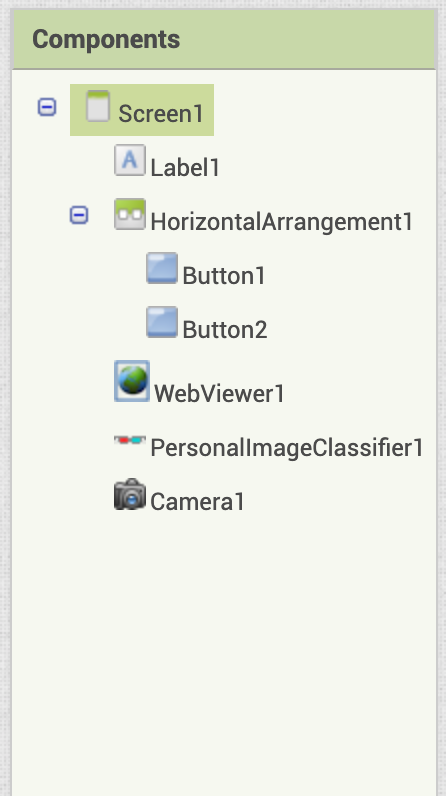 Components
Screen1
Label1
HorizontalArrangement1
Button1
Button2
WebViewer1
PersonalImageClassifier1
Camera1